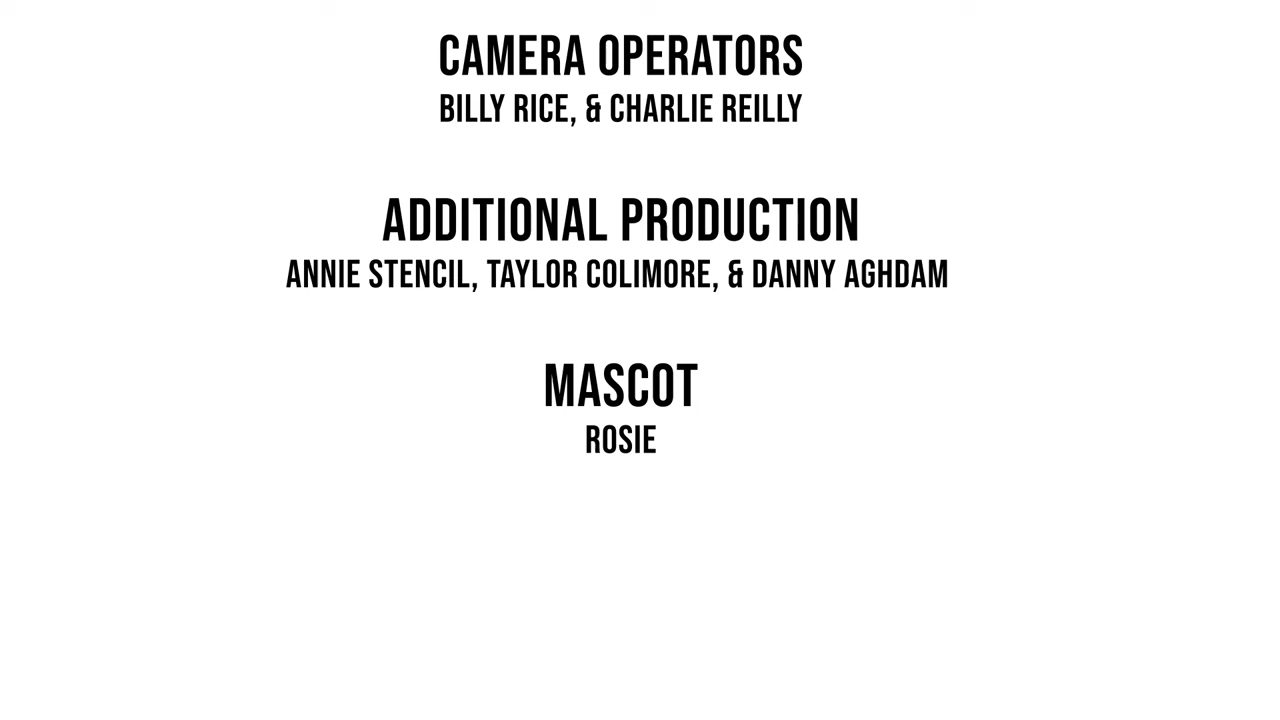 CAMERA OPERATORS
BILLY RICE, & CHARLIE REILLY
ADDITIONAL PRODUCTION
ANNIE STENCIL, TAYLOR COLIMORE, & DANNY AGHDAM
MASCOT
ROSIE